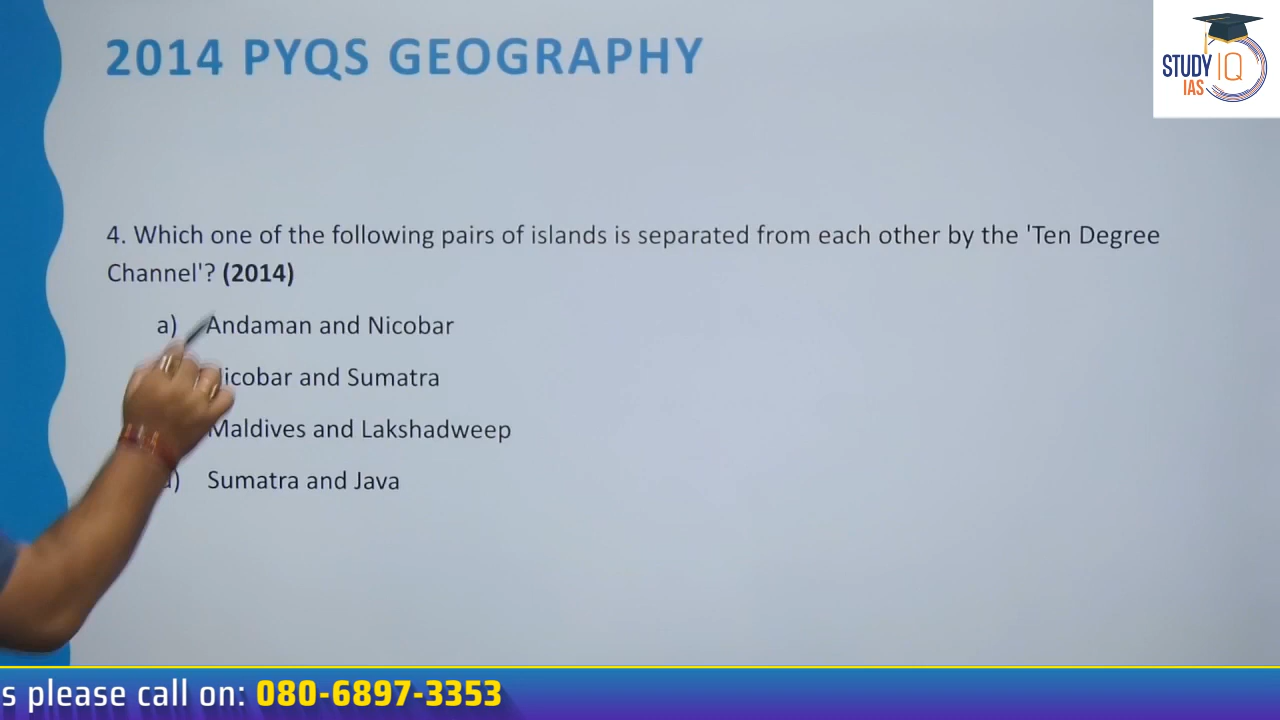 2014 PYQS GEOGRAPHY
STUDY IQ
IAS
4. Which one of the following pairs of islands is separated from each other by the 'Ten Degree
Channel'? (2014)
a) Andaman and Nicobar
and Sumatra
Maldives and Lakshadweep
Sumatra and Java
s please call on: 080-6897-3353